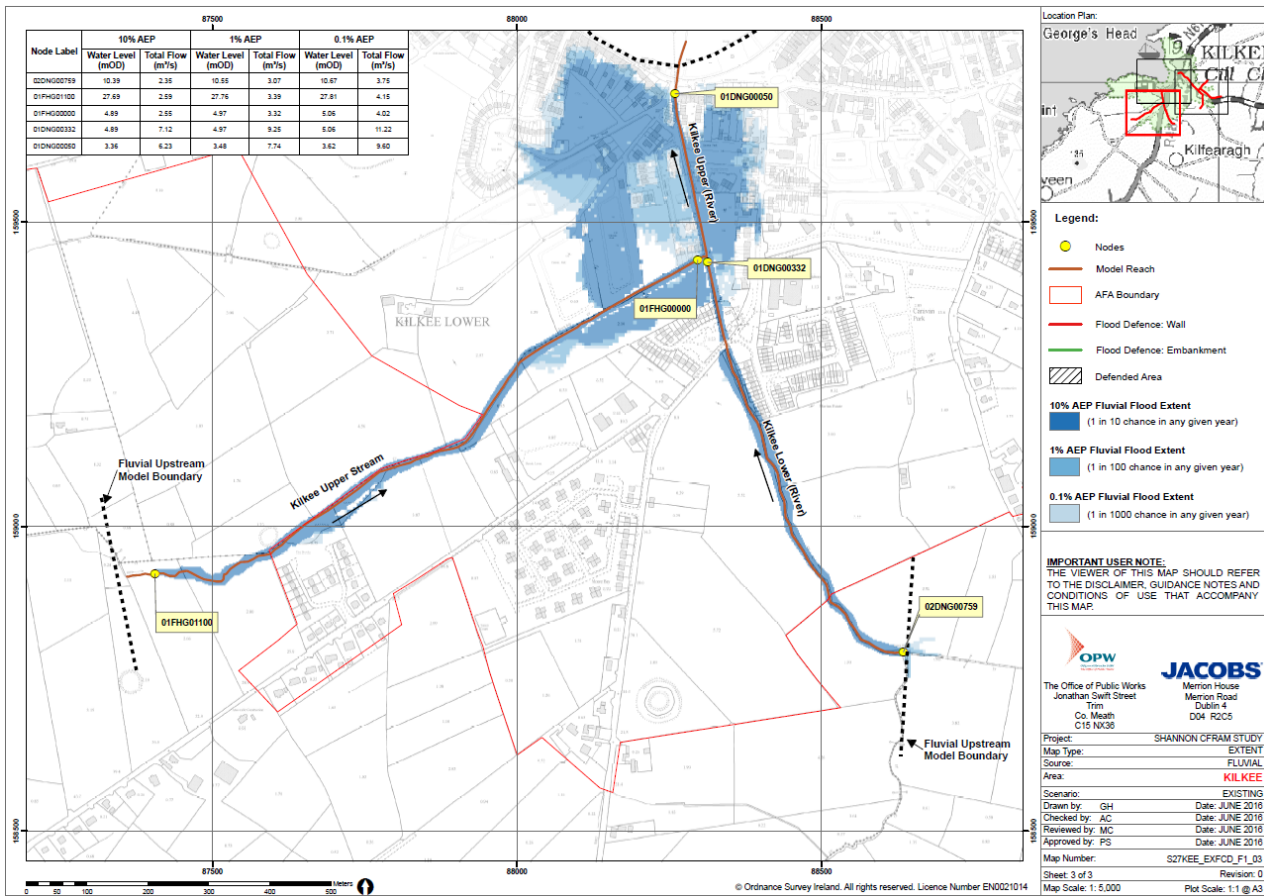 87500 88000 88500
Node Label 10% AEP 1% AEP 0.1% AEP
Water Level (mOD) Total Flow (m³/s) Water Level (mOD) Total Flow (m³/s) Water Level (mOD) Total Flow (m³/s)
02DNG00759 10.39 2.35 10.55 3.07 10.67 3.75
01FHG01100 27.69 2.59 27.76 3.39 27.81 4.15
01FHG00000 4.89 2.55 4.97 3.32 5.06 4.02
01DNG00332 4.89 7.12 4.97 9.25 5.06 11.22
01DNG00050 3.36 6.23 3.48 7.74 3.62 9.60
01DNG00050
Kilkee Upper (River)
159500 159500
01DNG00332
01FHG00000
KILKEE LOWER
Kilkee Lower (River)
Fluvial Upstream
Model Boundary
Kilkee Upper Stream
159000 159000
01FHG01100
02DNG00759
Fluvial Upstream
Model Boundary
158500 158500
87500 88000 88500
0 50 100 200 300 400 500
Meters
© Ordnance Survey Ireland. All rights reserved. Licence Number EN0021014
Location Plan:
George's Head
N67
KILKEE
Kilfearagh
Legend:
Nodes
Model Reach
AFA Boundary
Flood Defence: Wall
Flood Defence: Embankment
Defended Area
10% AEP Fluvial Flood Extent
(1 in 10 chance in any given year)
1% AEP Fluvial Flood Extent
(1 in 100 chance in any given year)
0.1% AEP Fluvial Flood Extent
(1 in 1000 chance in any given year)
IMPORTANT USER NOTE:
THE VIEWER OF THIS MAP SHOULD REFER
TO THE DISCLAIMER, GUIDANCE NOTES AND
CONDITIONS OF USE THAT ACCOMPANY
THIS MAP.
OPW
The Office of Public Works
Jonathan Swift Street
Trim
Co. Meath
C15 NX36
JACOBS
Merrion House
Merrion Road
Dublin 4
D04 R2C5
Project: SHANNON CFRAM STUDY
Map Type: EXTENT
Source: FLUVIAL
Area: KILKEE
Scenario: EXISTING
Drawn by: GH Date: JUNE 2016
Checked by: AC Date: JUNE 2016
Reviewed by: MC Date: JUNE 2016
Approved by: PS Date: JUNE 2016
Map Number: S27KEE_EXFCD_F1_03
Sheet: 3 of 3 Revision: 0
Map Scale: 1: 5,000 Plot Scale: 1:1 @ A3